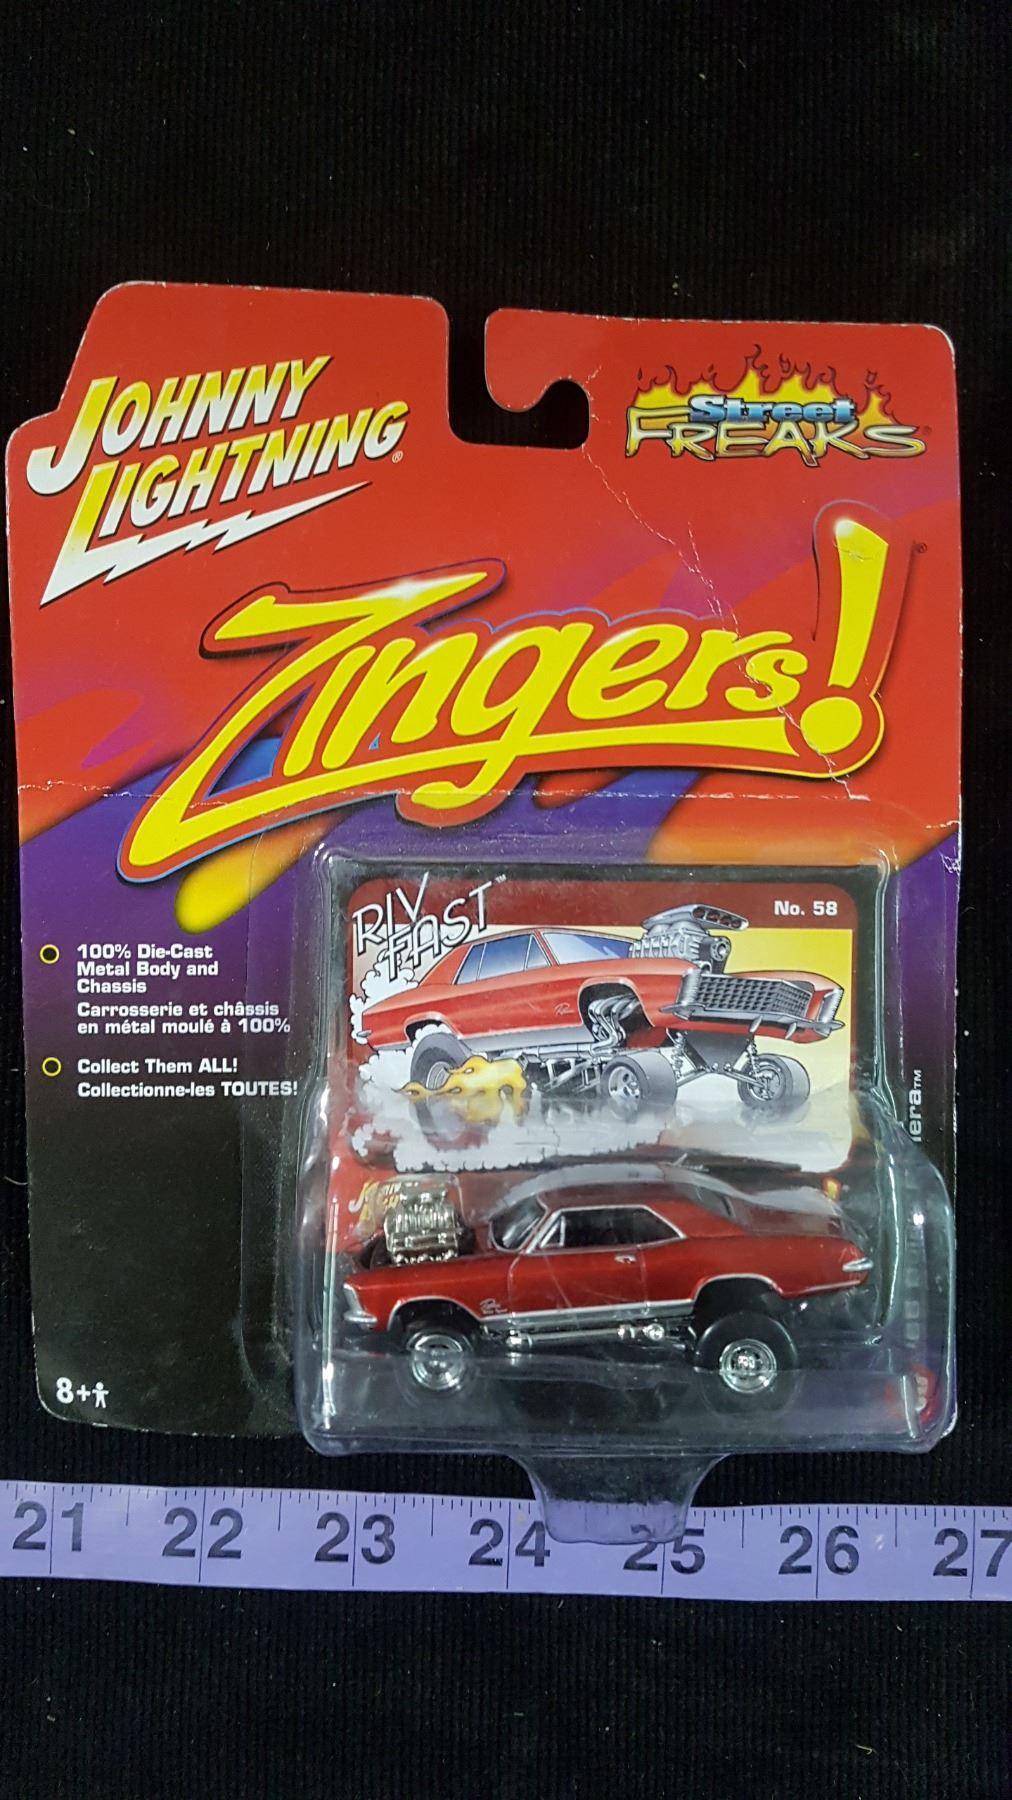 JOHNNY
LIGHTNING®
Street
FREAKS®
Zingers!®
RIV
FAST™
No. 58
100% Die-Cast
Metal Body and
Chassis
Carrosserie et châssis
en métal moulé à 100%
Collect Them ALL!
Collectionne-les TOUTES!
8+
21 22 23 24 25 26 27